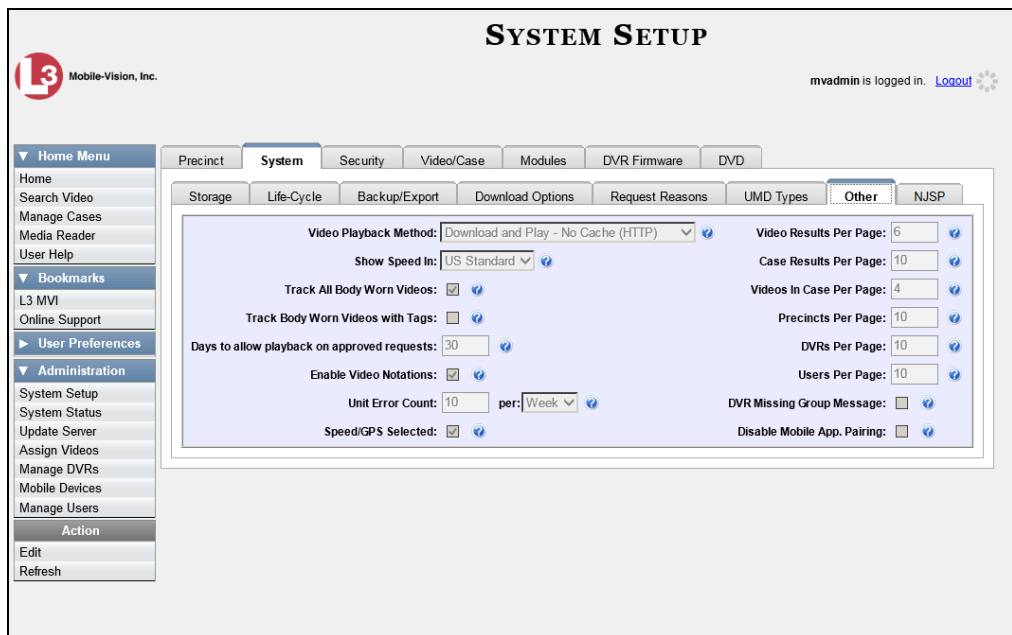 SYSTEM SETUP
L3 Mobile-Vision, Inc.
mvadmin is logged in. Logout
Home Menu
Home
Search Video
Manage Cases
Media Reader
User Help
Bookmarks
L3 MVI
Online Support
User Preferences
Administration
System Setup
System Status
Update Server
Assign Videos
Manage DVRs
Mobile Devices
Manage Users
Action
Edit
Refresh
Precinct System Security Video/Case Modules DVR Firmware DVD
Storage Life-Cycle Backup/Export Download Options Request Reasons UMD Types Other NJSP
Video Playback Method: Download and Play - No Cache (HTTP) ?
Show Speed In: US Standard ?
Track All Body Worn Videos: ?
Track Body Worn Videos with Tags: ?
Days to allow playback on approved requests: 30 ?
Enable Video Notations: ?
Unit Error Count: 10 per: Week ?
Speed/GPS Selected: ?
Video Results Per Page: 6 ?
Case Results Per Page: 10 ?
Videos In Case Per Page: 4 ?
Precincts Per Page: 10 ?
DVRs Per Page: 10 ?
Users Per Page: 10 ?
DVR Missing Group Message: ?
Disable Mobile App. Pairing: ?